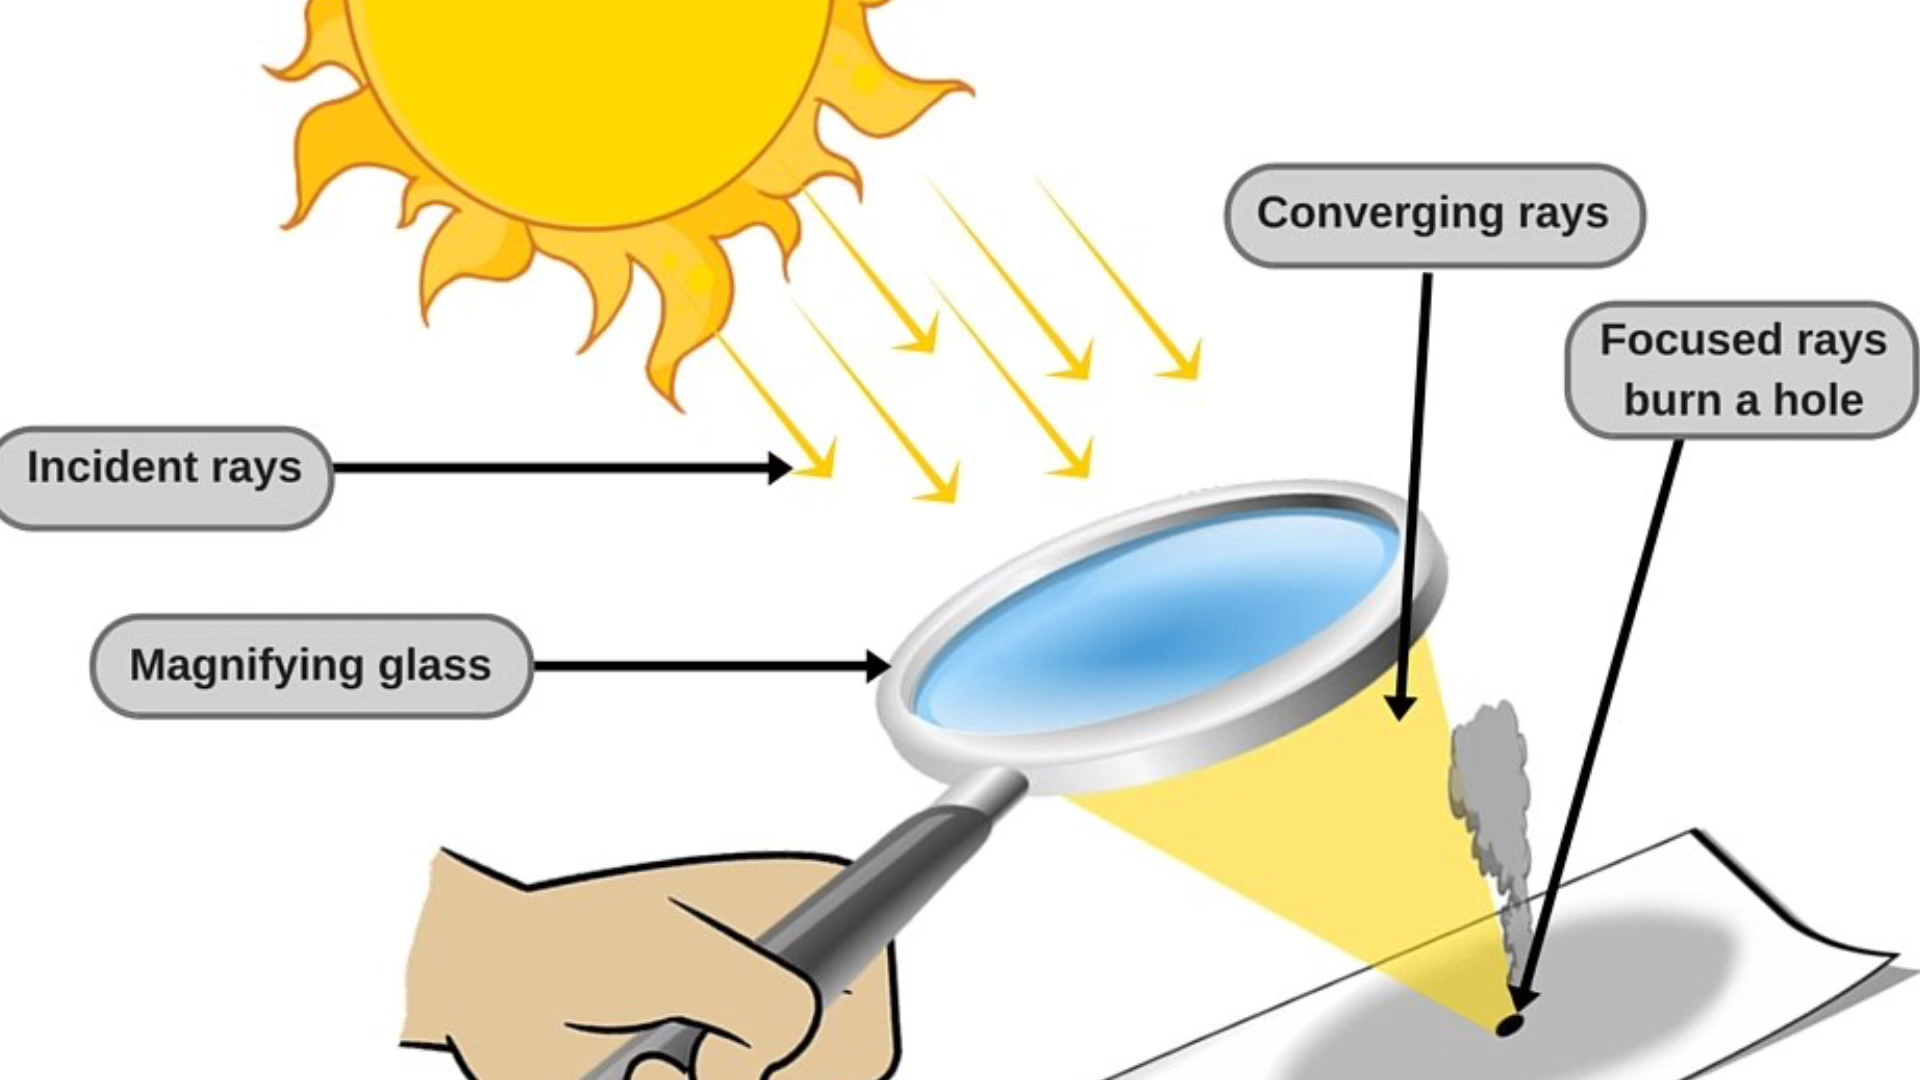 Converging rays
Focused rays
burn a hole
Incident rays
Magnifying glass